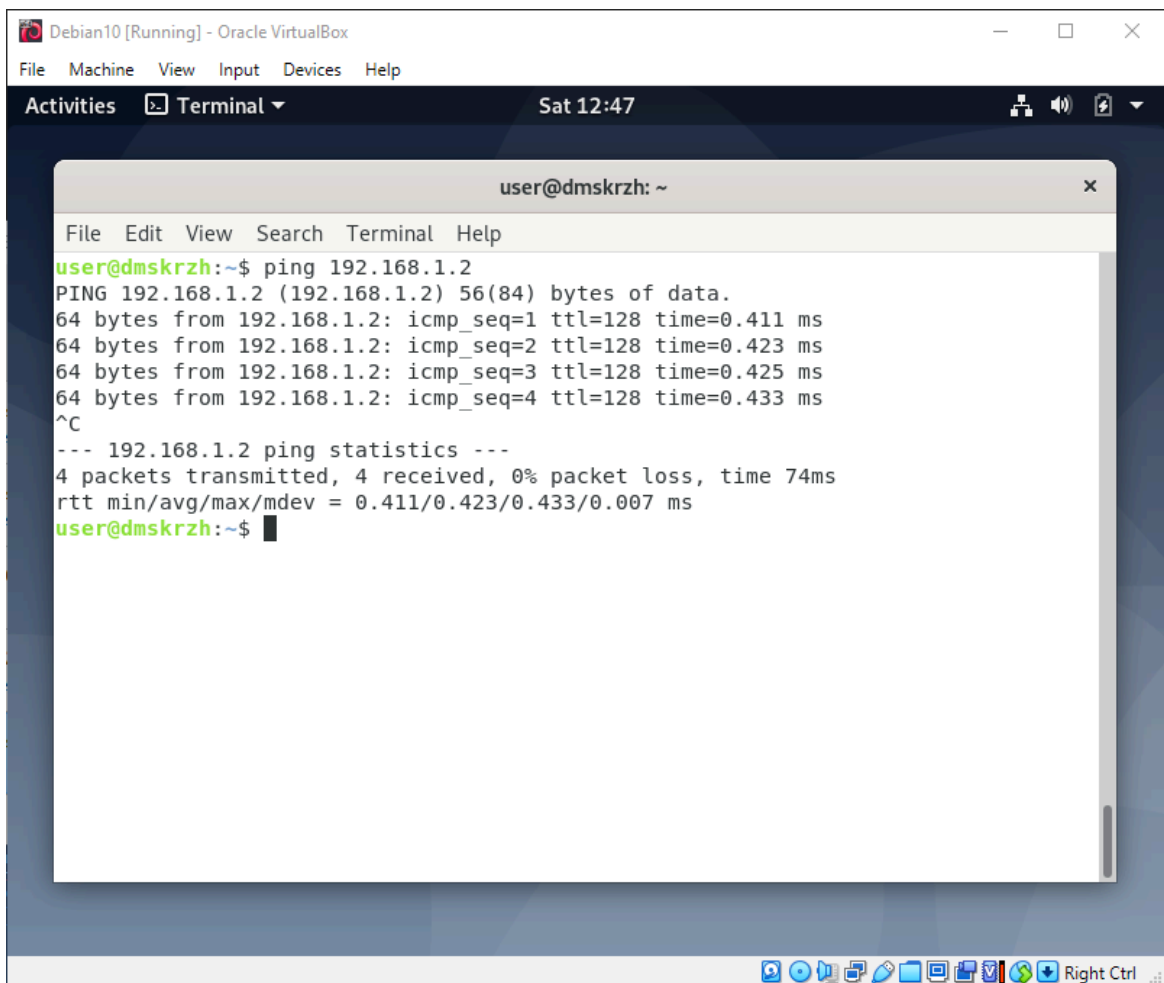 Debian10 [Running] - Oracle VirtualBox
File Machine View Input Devices Help
Activities Terminal Sat 12:47
user@dmskrzh: ~
File Edit View Search Terminal Help
user@dmskrzh:~$ ping 192.168.1.2
PING 192.168.1.2 (192.168.1.2) 56(84) bytes of data.
64 bytes from 192.168.1.2: icmp_seq=1 ttl=128 time=0.411 ms
64 bytes from 192.168.1.2: icmp_seq=2 ttl=128 time=0.423 ms
64 bytes from 192.168.1.2: icmp_seq=3 ttl=128 time=0.425 ms
64 bytes from 192.168.1.2: icmp_seq=4 ttl=128 time=0.433 ms
^C
--- 192.168.1.2 ping statistics ---
4 packets transmitted, 4 received, 0% packet loss, time 74ms
rtt min/avg/max/mdev = 0.411/0.423/0.433/0.007 ms
user@dmskrzh:~$
Right Ctrl